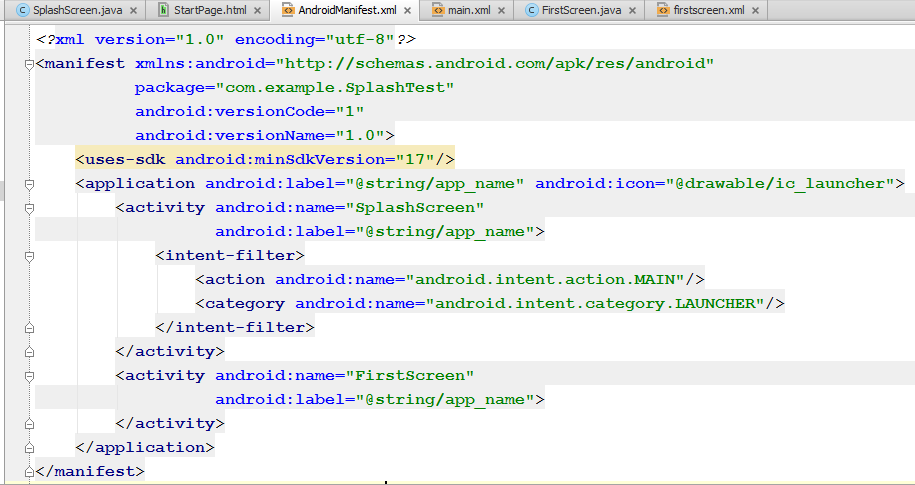 SplashScreen.java StartPage.html AndroidManifest.xml main.xml FirstScreen.java firstscreen.xml
<?xml version="1.0" encoding="utf-8"?>
<manifest xmlns:android="http://schemas.android.com/apk/res/android"
package="com.example.SplashTest"
android:versionCode="1"
android:versionName="1.0">
<uses-sdk android:minSdkVersion="17"/>
<application android:label="@string/app_name" android:icon="@drawable/ic_launcher">
<activity android:name="SplashScreen"
android:label="@string/app_name">
<intent-filter>
<action android:name="android.intent.action.MAIN"/>
<category android:name="android.intent.category.LAUNCHER"/>
</intent-filter>
</activity>
<activity android:name="FirstScreen"
android:label="@string/app_name">
</activity>
</application>
</manifest>